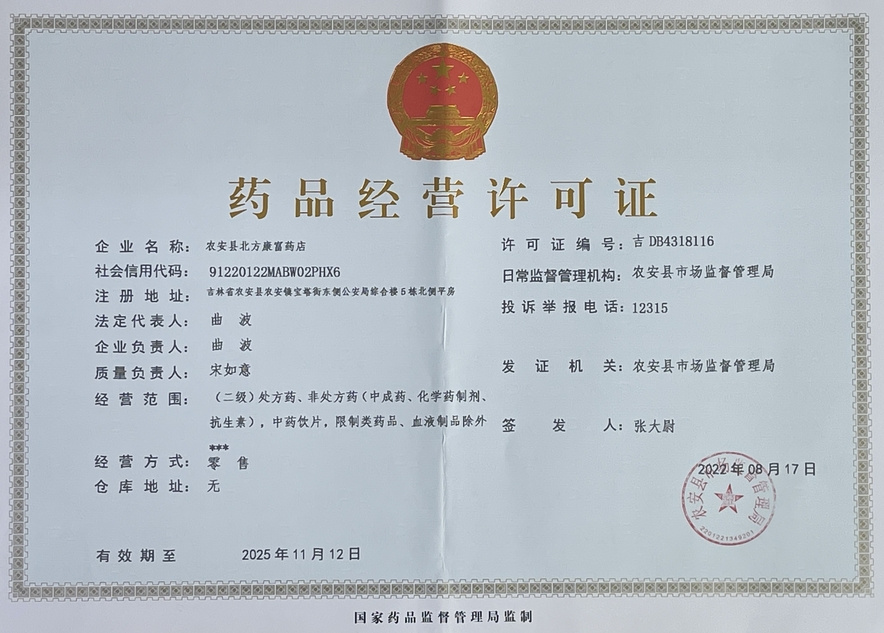 药品经营许可证
企业名称：农安县北方康富药店
社会信用代码：91220122MABW02PHX6
注册地址：吉林省农安县农安镇宝塔街东侧公安局综合楼5栋北侧平房
法定代表人：曲波
企业负责人：曲波
质量负责人：宋如意
经营范围：（二级）处方药、非处方药（中成药、化学药制剂、
抗生素），中药饮片，限制类药品、血液制品除外
***
经营方式：零售
仓库地址：无
有效期至 2025年11月12日
许可证编号：吉DB4318116
日常监督管理机构：农安县市场监督管理局
投诉举报电话：12315
发证机关：农安县市场监督管理局
签发人：张大尉
2022年08月17日
农安县市场监督管理局
2201221349201
国家药品监督管理局监制